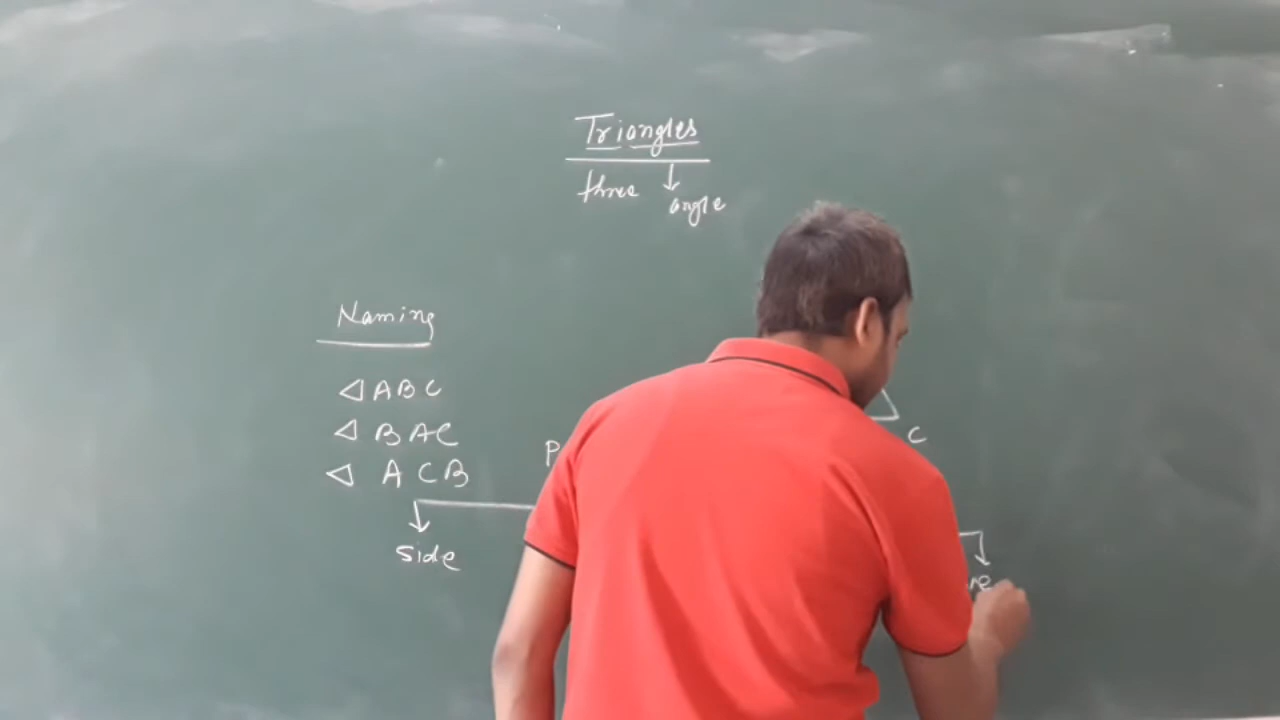 Triangles
three ↓ angle
Naming
◁ ABC
◁ BAC
◁ ACB
P
C
side